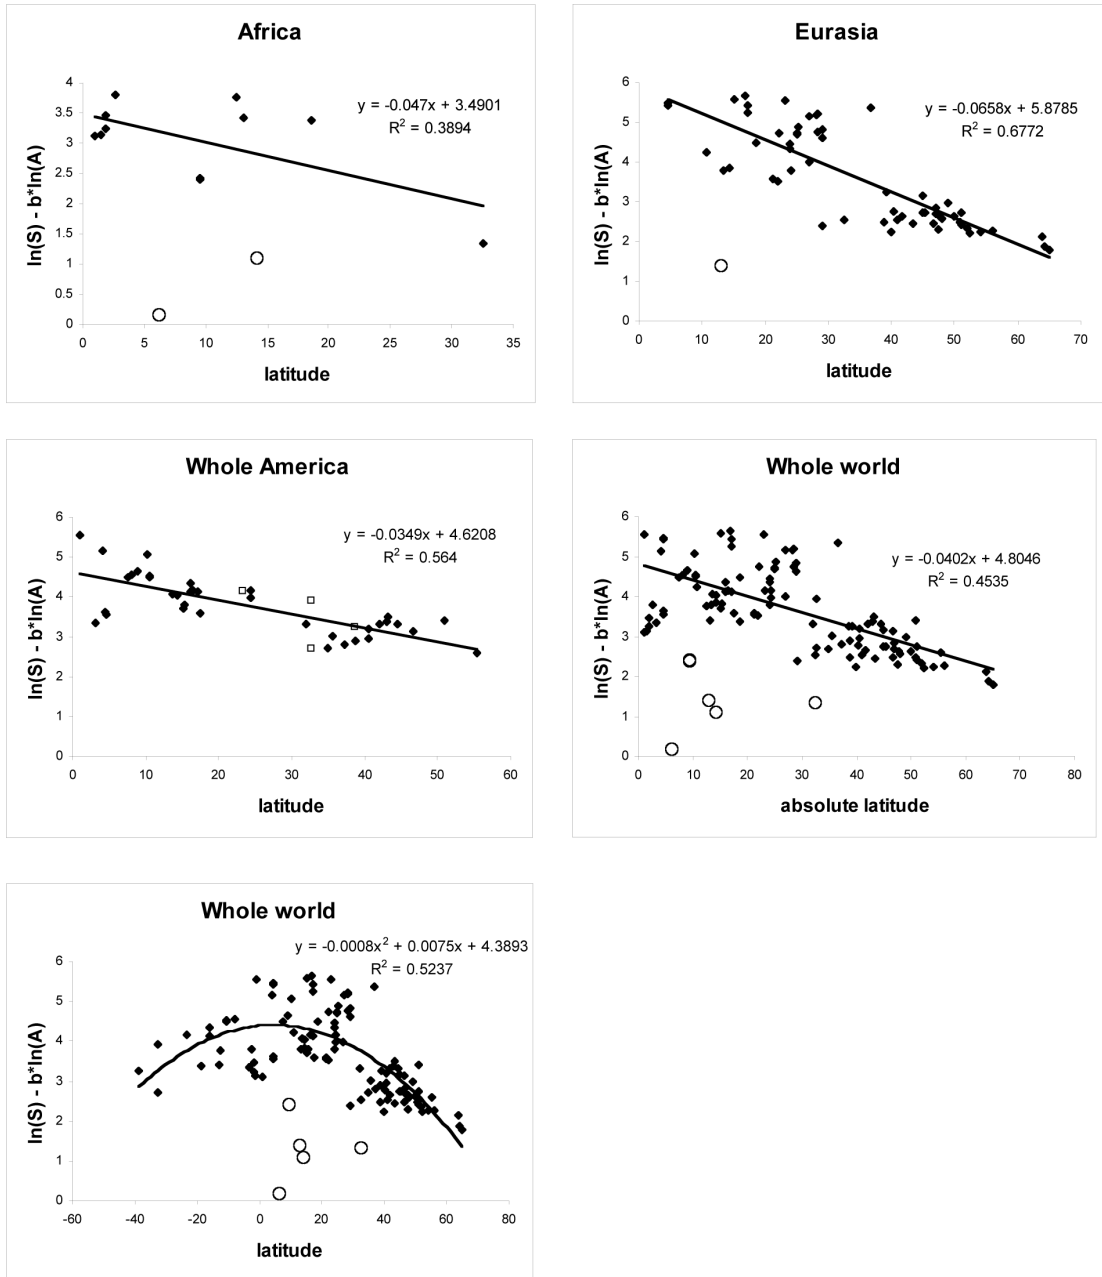 Africa
y = -0.047x + 3.4901
R² = 0.3894
ln(S) - b*ln(A)
4
3.5
3
2.5
2
1.5
1
0.5
0
0 5 10 15 20 25 30 35
latitude
Eurasia
y = -0.0658x + 5.8785
R² = 0.6772
ln(S) - b*ln(A)
6
5
4
3
2
1
0
0 10 20 30 40 50 60 70
latitude
Whole America
y = -0.0349x + 4.6208
R² = 0.564
ln(S) - b*ln(A)
6
5
4
3
2
1
0
0 10 20 30 40 50 60
latitude
Whole world
y = -0.0402x + 4.8046
R² = 0.4535
ln(S) - b*ln(A)
6
5
4
3
2
1
0
0 10 20 30 40 50 60 70 80
absolute latitude
Whole world
y = -0.0008x² + 0.0075x + 4.3893
R² = 0.5237
ln(S) - b*ln(A)
6
5
4
3
2
1
0
-60 -40 -20 0 20 40 60 80
latitude